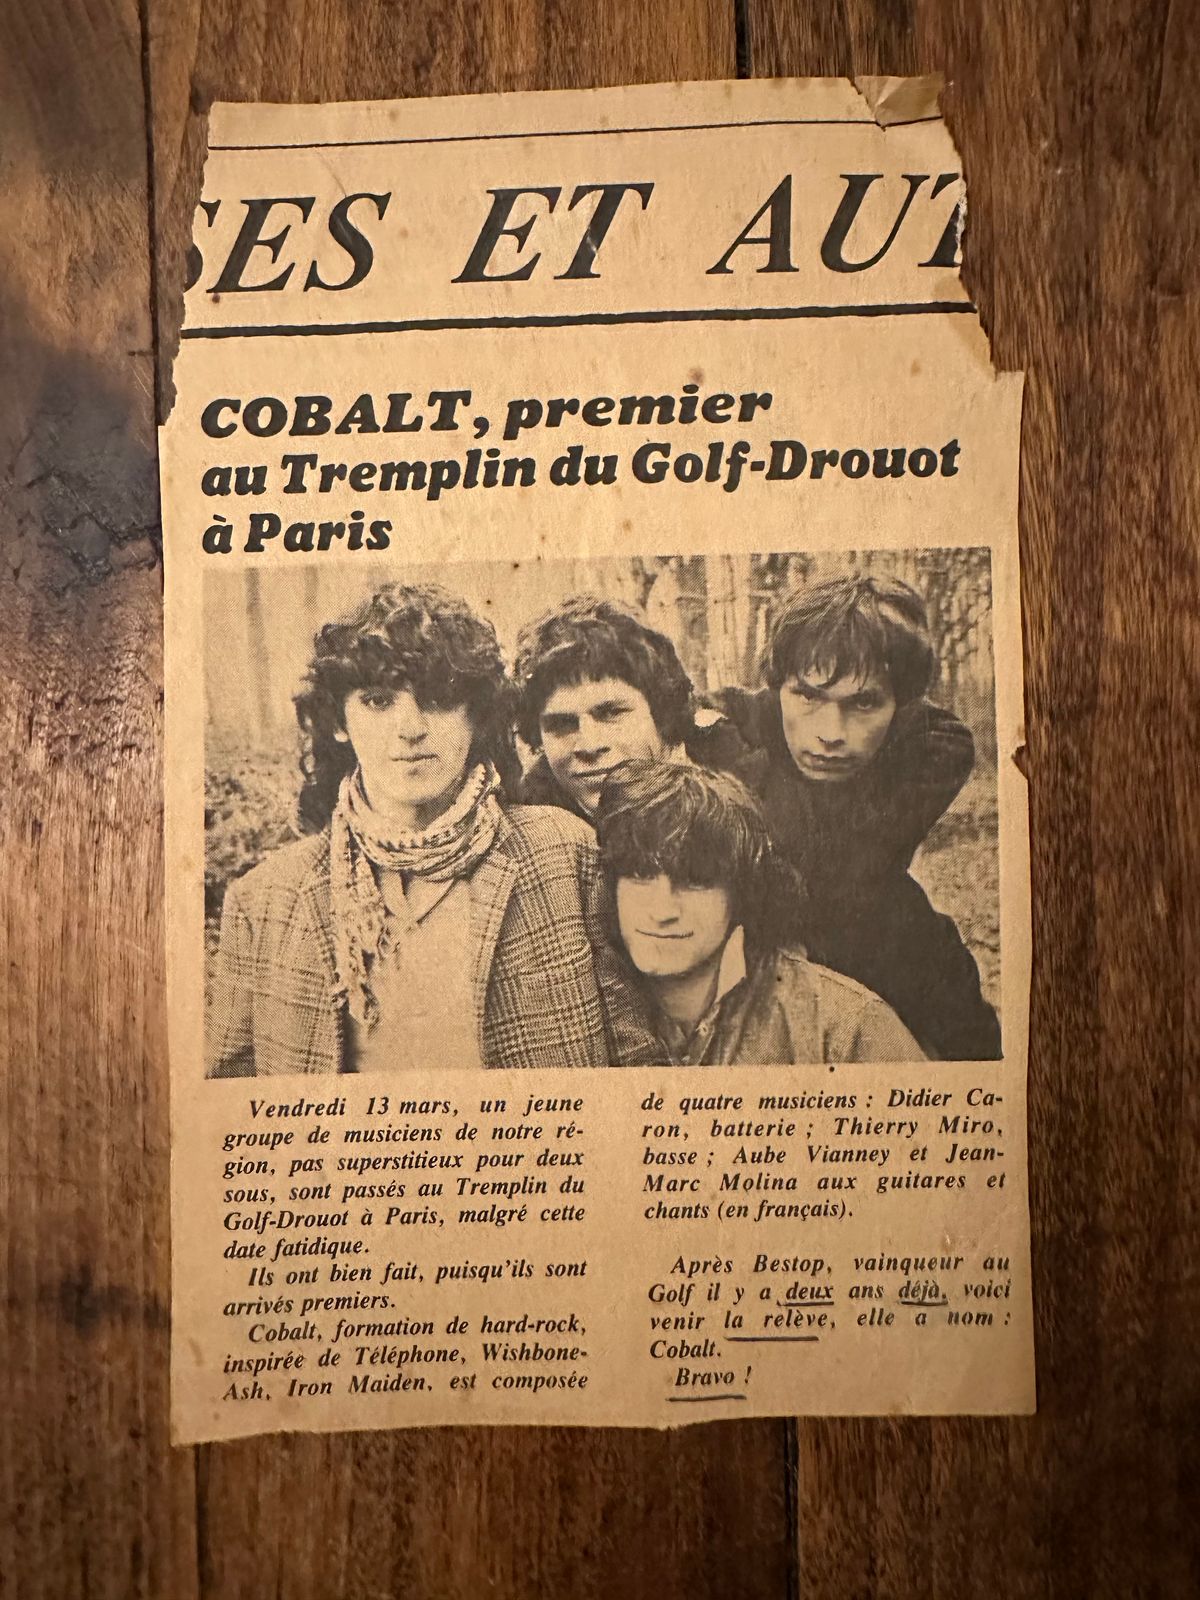 SES ET AUT
COBALT, premier
au Tremplin du Golf-Drouot
à Paris
Vendredi 13 mars, un jeune
groupe de musiciens de notre ré-
gion, pas superstitieux pour deux
sous, sont passés au Tremplin du
Golf-Drouot à Paris, malgré cette
date fatidique.
Ils ont bien fait, puisqu'ils sont
arrivés premiers.
Cobalt, formation de hard-rock,
inspirée de Téléphone, Wishbone-
Ash, Iron Maiden, est composée
de quatre musiciens : Didier Ca-
ron, batterie ; Thierry Miro,
basse ; Aube Vianney et Jean-
Marc Molina aux guitares et
chants (en français).
Après Bestop, vainqueur au
Golf il y a deux ans déjà, voici
venir la relève, elle a nom :
Cobalt.
Bravo !